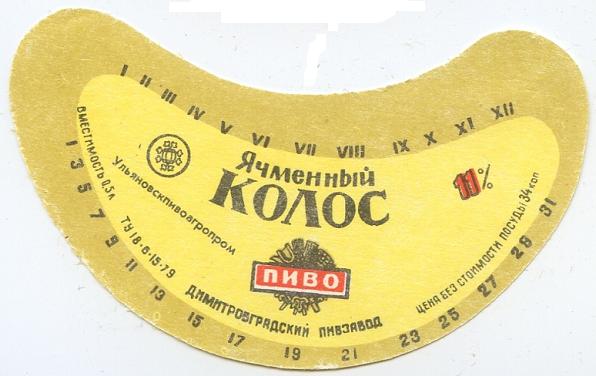 I II III IV V VI VII VIII IX X XI XII
Ячменный
КОЛОС
11%
Ульяновскпивоагропром
ПИВО
ДИМИТРОВГРАДСКИЙ ПИВЗАВОД
ВМЕСТИМОСТЬ 0,5л
ТУ 18-6-15-79
ЦЕНА БЕЗ СТОИМОСТИ ПОСУДЫ 34 коп
1 3 5 7 9 11 13 15 17 19 21 23 25 27 29 31